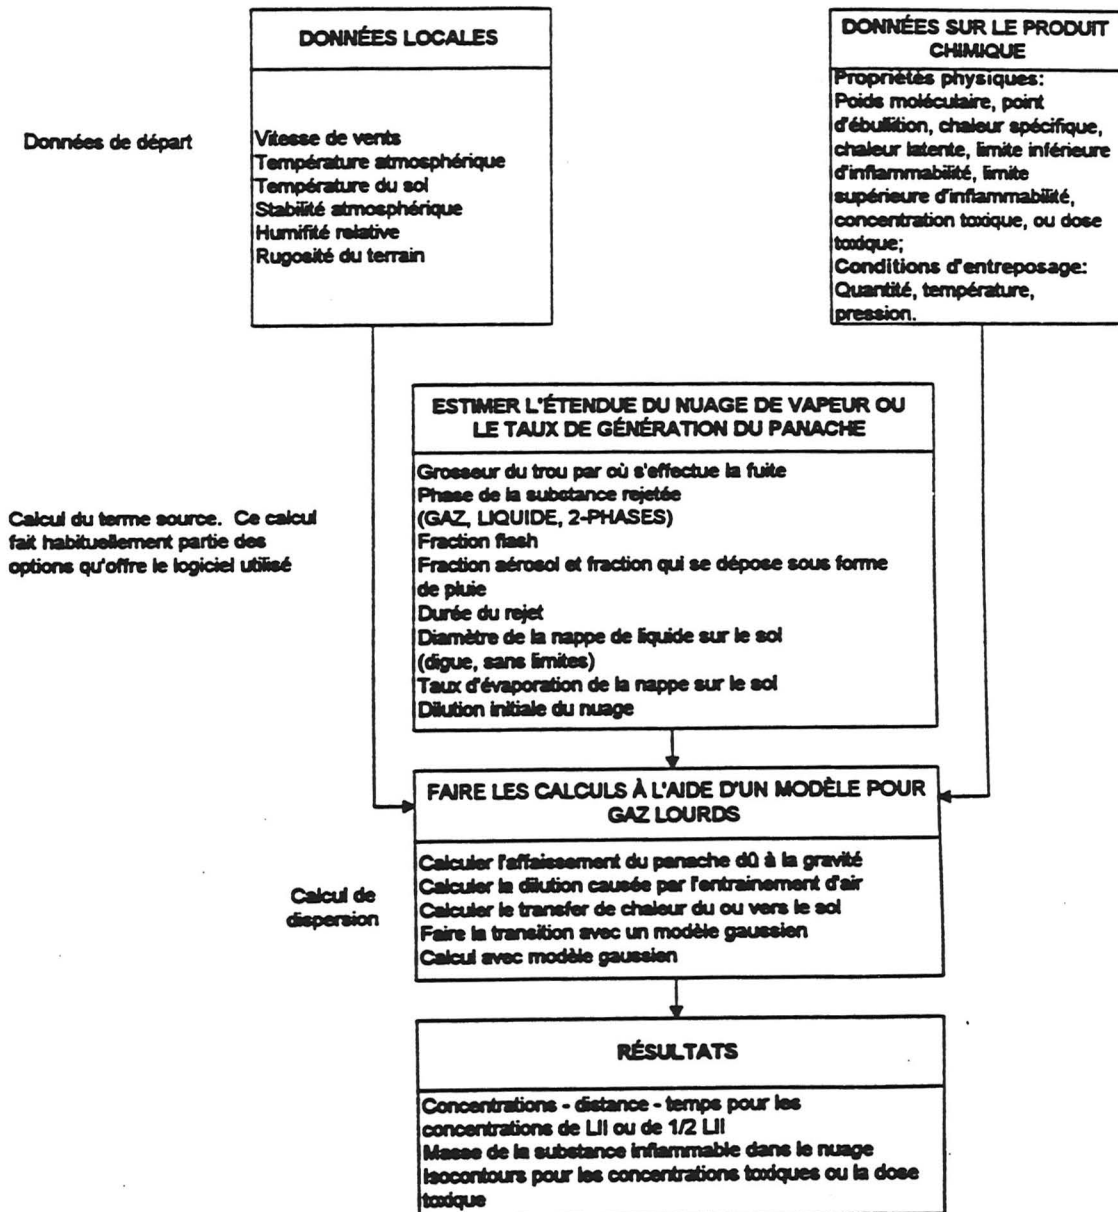 DONNÉES LOCALES
Vitesse de vents
Température atmosphérique
Température du sol
Stabilité atmosphérique
Humifité relative
Rugosité du terrain
DONNÉES SUR LE PRODUIT
CHIMIQUE
Propriètés physiques:
Poids moléculaire, point
d'ébullition, chaleur spécifique,
chaleur latente, limite inférieure
d'inflammabilité, limite
supérieure d'inflammabilité,
concentration toxique, ou dose
toxique;
Conditions d'entreposage:
Quantité, température,
pression.
Données de départ
ESTIMER L'ÉTENDUE DU NUAGE DE VAPEUR OU
LE TAUX DE GÉNÉRATION DU PANACHE
Grosseur du trou par où s'effectue la fuite
Phase de la substance rejetée
(GAZ, LIQUIDE, 2-PHASES)
Fraction flash
Fraction aérosol et fraction qui se dépose sous forme
de pluie
Durée du rejet
Diamètre de la nappe de liquide sur le sol
(digue, sans limites)
Taux d'évaporation de la nappe sur le sol
Dilution initiale du nuage
Calcul du terme source. Ce calcul
fait habituellement partie des
options qu'offre le logiciel utilisé
FAIRE LES CALCULS À L'AIDE D'UN MODÈLE POUR
GAZ LOURDS
Calculer l'affaissement du panache dû à la gravité
Calculer la dilution causée par l'entrainement d'air
Calculer le transfer de chaleur du ou vers le sol
Faire la transition avec un modèle gaussien
Calcul avec modèle gaussien
Calcul de
dispersion
RÉSULTATS
Concentrations - distance - temps pour les
concentrations de LII ou de 1/2 LII
Masse de la substance inflammable dans le nuage
Isocontours pour les concentrations toxiques ou la dose
toxique